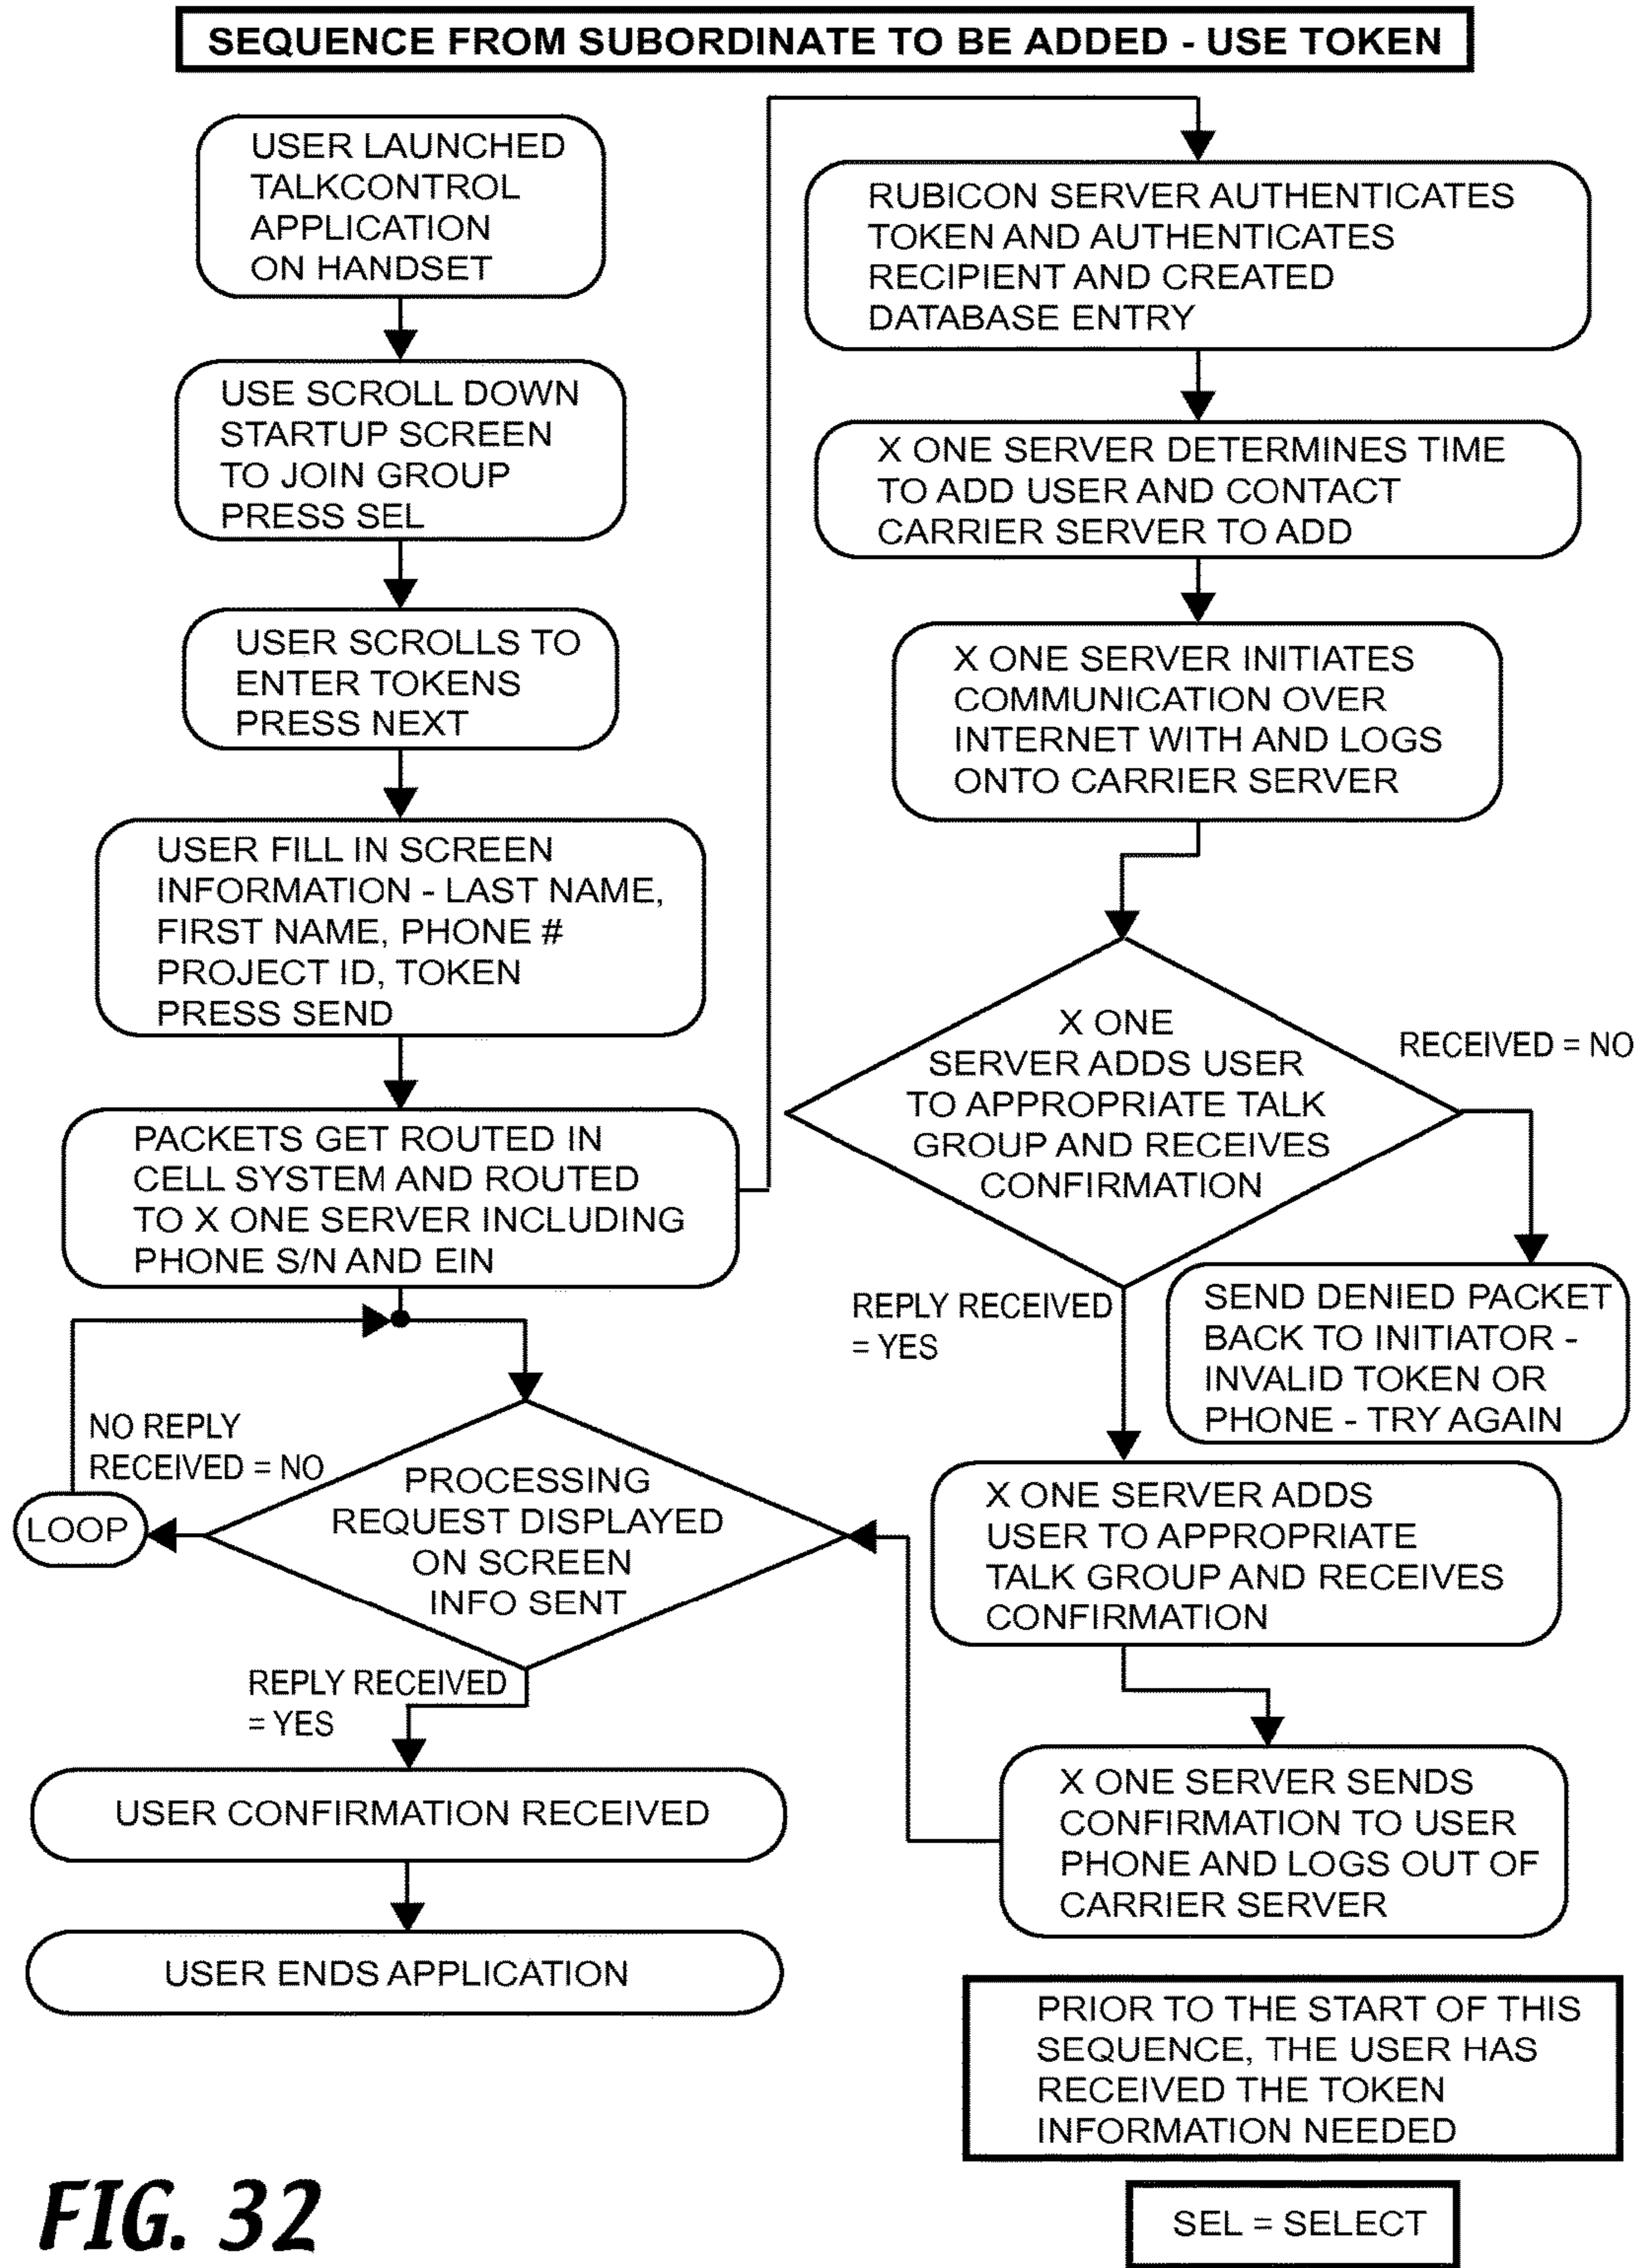 SEQUENCE FROM SUBORDINATE TO BE ADDED - USE TOKEN
USER LAUNCHED
TALKCONTROL
APPLICATION
ON HANDSET
USE SCROLL DOWN
STARTUP SCREEN
TO JOIN GROUP
PRESS SEL
USER SCROLLS TO
ENTER TOKENS
PRESS NEXT
USER FILL IN SCREEN
INFORMATION - LAST NAME,
FIRST NAME, PHONE #
PROJECT ID, TOKEN
PRESS SEND
PACKETS GET ROUTED IN
CELL SYSTEM AND ROUTED
TO X ONE SERVER INCLUDING
PHONE S/N AND EIN
NO REPLY
RECEIVED = NO
LOOP
PROCESSING
REQUEST DISPLAYED
ON SCREEN
INFO SENT
REPLY RECEIVED
= YES
USER CONFIRMATION RECEIVED
USER ENDS APPLICATION
RUBICON SERVER AUTHENTICATES
TOKEN AND AUTHENTICATES
RECIPIENT AND CREATED
DATABASE ENTRY
X ONE SERVER DETERMINES TIME
TO ADD USER AND CONTACT
CARRIER SERVER TO ADD
X ONE SERVER INITIATES
COMMUNICATION OVER
INTERNET WITH AND LOGS
ONTO CARRIER SERVER
X ONE
SERVER ADDS USER
TO APPROPRIATE TALK
GROUP AND RECEIVES
CONFIRMATION
RECEIVED = NO
SEND DENIED PACKET
BACK TO INITIATOR -
INVALID TOKEN OR
PHONE - TRY AGAIN
REPLY RECEIVED
= YES
X ONE SERVER ADDS
USER TO APPROPRIATE
TALK GROUP AND RECEIVES
CONFIRMATION
X ONE SERVER SENDS
CONFIRMATION TO USER
PHONE AND LOGS OUT OF
CARRIER SERVER
PRIOR TO THE START OF THIS
SEQUENCE, THE USER HAS
RECEIVED THE TOKEN
INFORMATION NEEDED
SEL = SELECT
FIG. 32